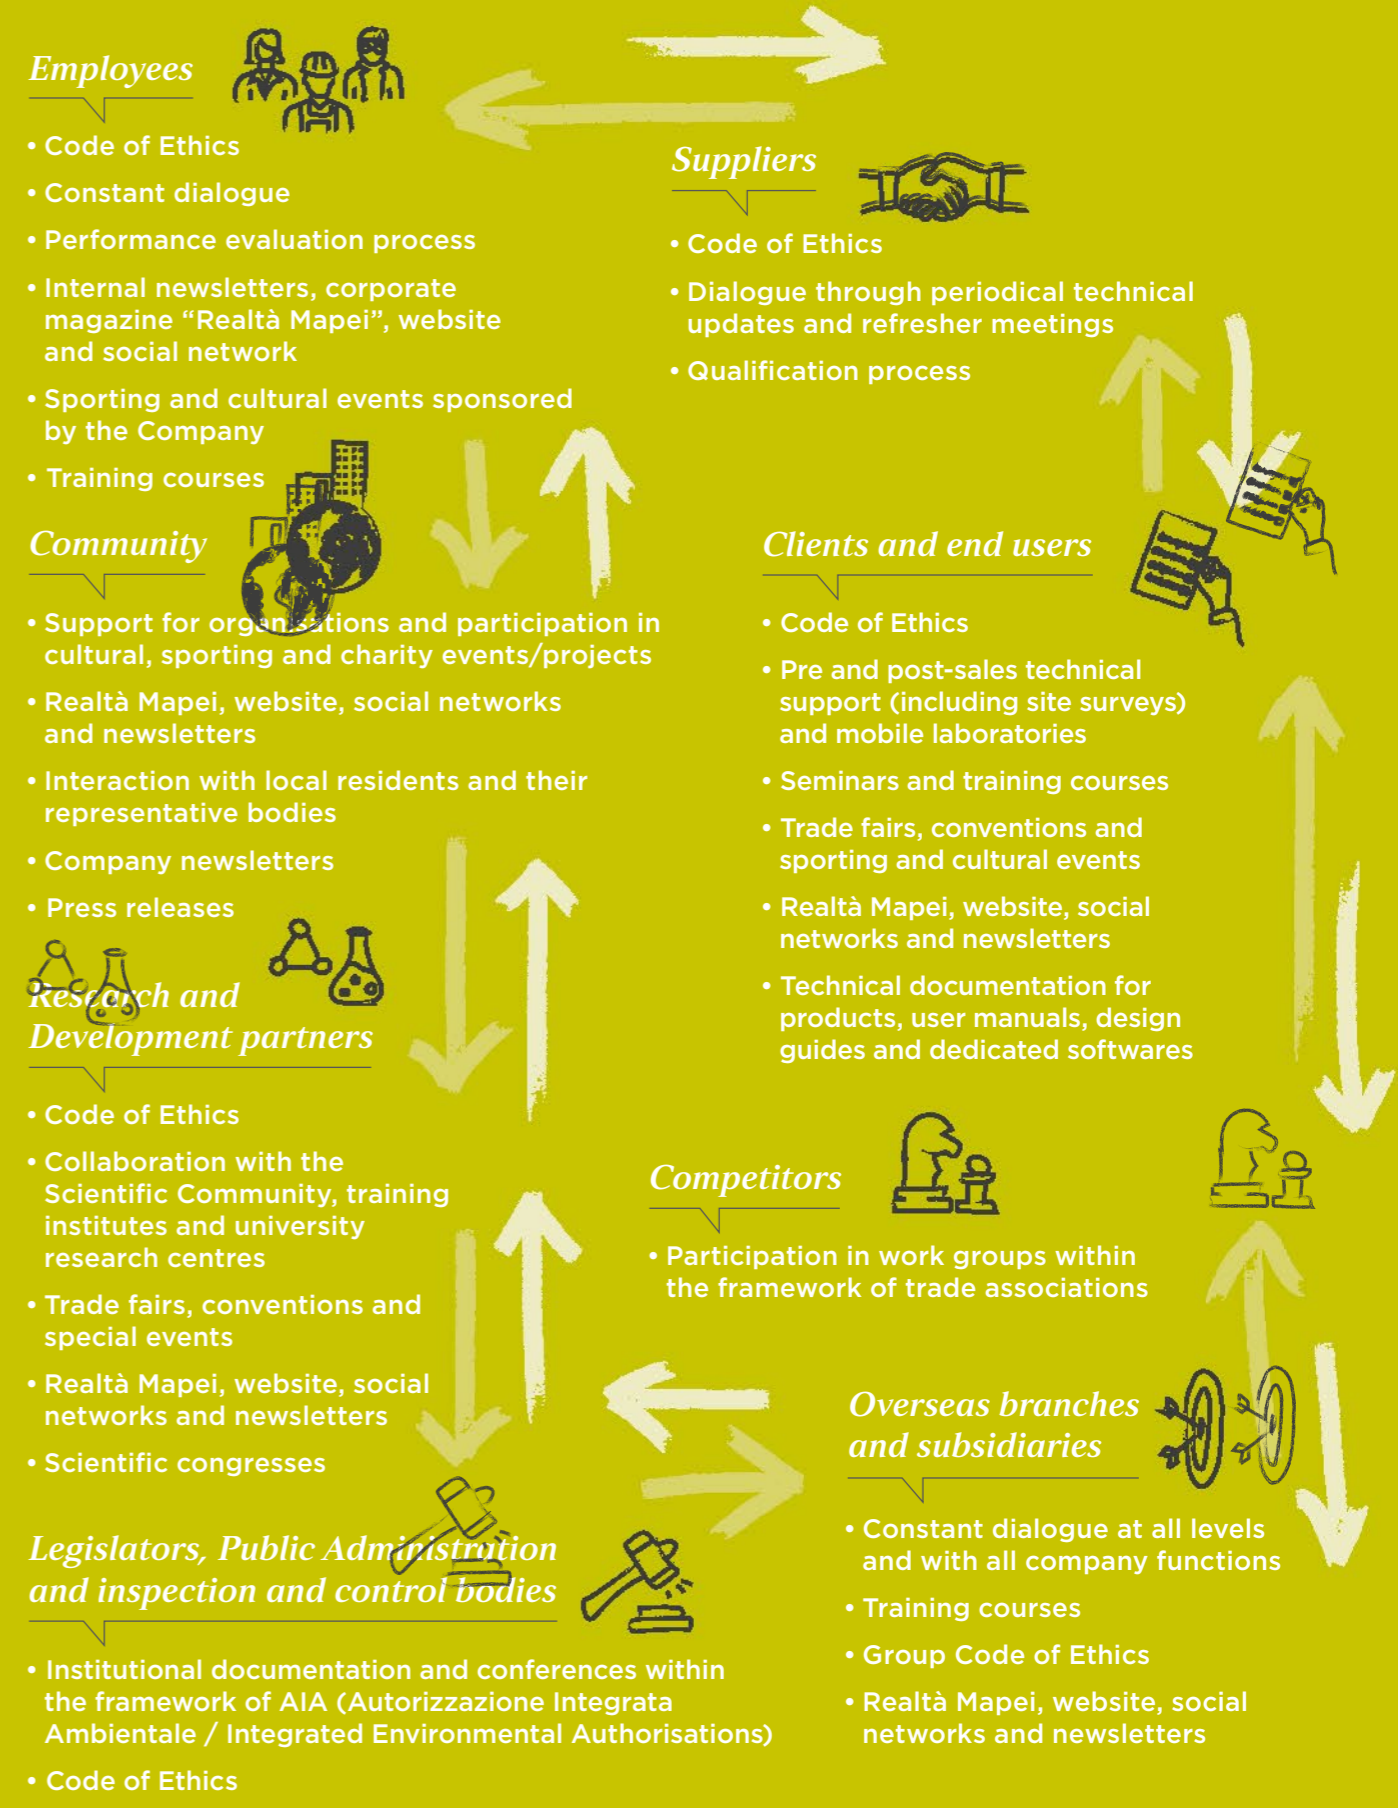 Employees
• Code of Ethics
• Constant dialogue
• Performance evaluation process
• Internal newsletters, corporate
magazine “Realtà Mapei”, website
and social network
• Sporting and cultural events sponsored
by the Company
• Training courses
Suppliers
• Code of Ethics
• Dialogue through periodical technical
updates and refresher meetings
• Qualification process
Community
• Support for organisations and participation in
cultural, sporting and charity events/projects
• Realtà Mapei, website, social networks
and newsletters
• Interaction with local residents and their
representative bodies
• Company newsletters
• Press releases
Clients and end users
• Code of Ethics
• Pre and post-sales technical
support (including site surveys)
and mobile laboratories
• Seminars and training courses
• Trade fairs, conventions and
sporting and cultural events
• Realtà Mapei, website, social
networks and newsletters
• Technical documentation for
products, user manuals, design
guides and dedicated softwares
Research and
Development partners
• Code of Ethics
• Collaboration with the
Scientific Community, training
institutes and university
research centres
• Trade fairs, conventions and
special events
• Realtà Mapei, website, social
networks and newsletters
• Scientific congresses
Competitors
• Participation in work groups within
the framework of trade associations
Overseas branches
and subsidiaries
• Constant dialogue at all levels
and with all company functions
• Training courses
• Group Code of Ethics
• Realtà Mapei, website, social
networks and newsletters
Legislators, Public Administration
and inspection and control bodies
• Institutional documentation and conferences within
the framework of AIA (Autorizzazione Integrata
Ambientale / Integrated Environmental Authorisations)
• Code of Ethics